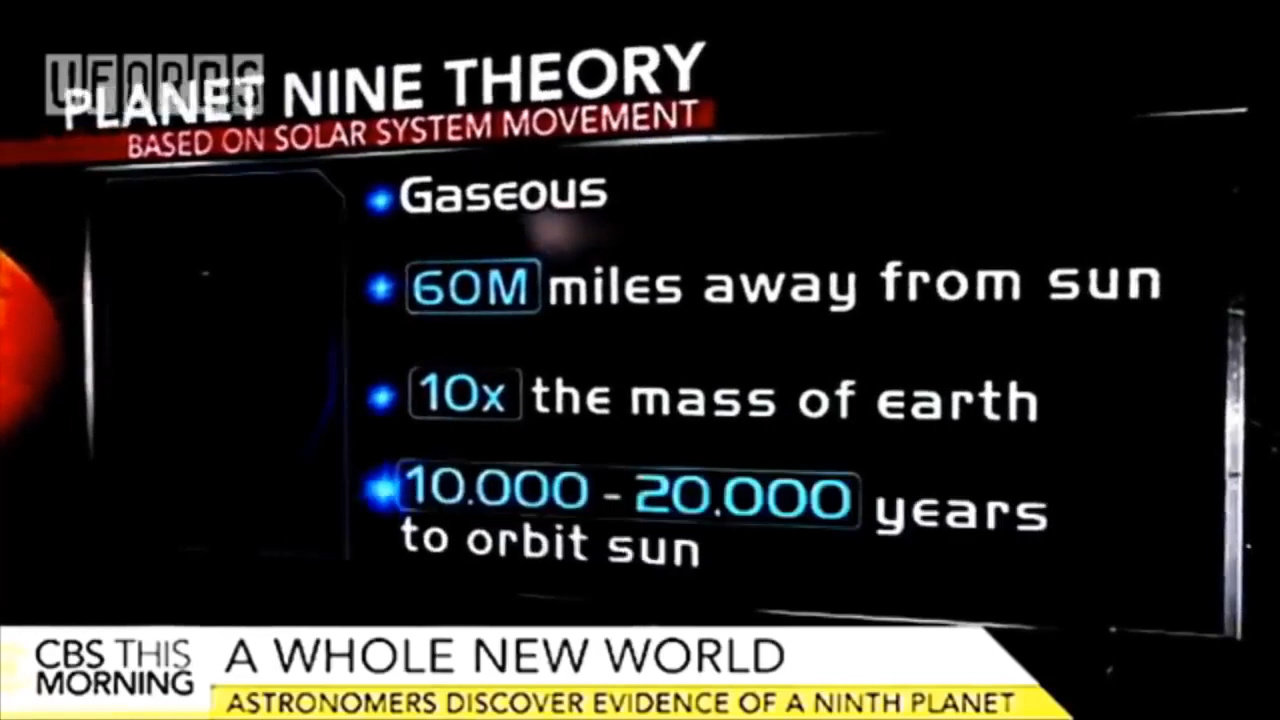 UFODOS
PLANET NINE THEORY
BASED ON SOLAR SYSTEM MOVEMENT
Gaseous
60M miles away from sun
10x the mass of earth
10.000 - 20.000 years
to orbit sun
CBS THIS
MORNING
A WHOLE NEW WORLD
ASTRONOMERS DISCOVER EVIDENCE OF A NINTH PLANET